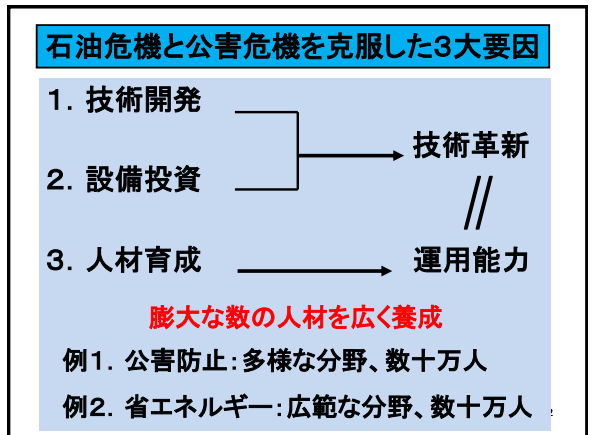 石油危機と公害危機を克服した3大要因
1. 技術開発
技術革新
2. 設備投資
3. 人材育成
運用能力
膨大な数の人材を広く養成
例1. 公害防止:多様な分野、数十万人
例2. 省エネルギー:広範な分野、数十万人